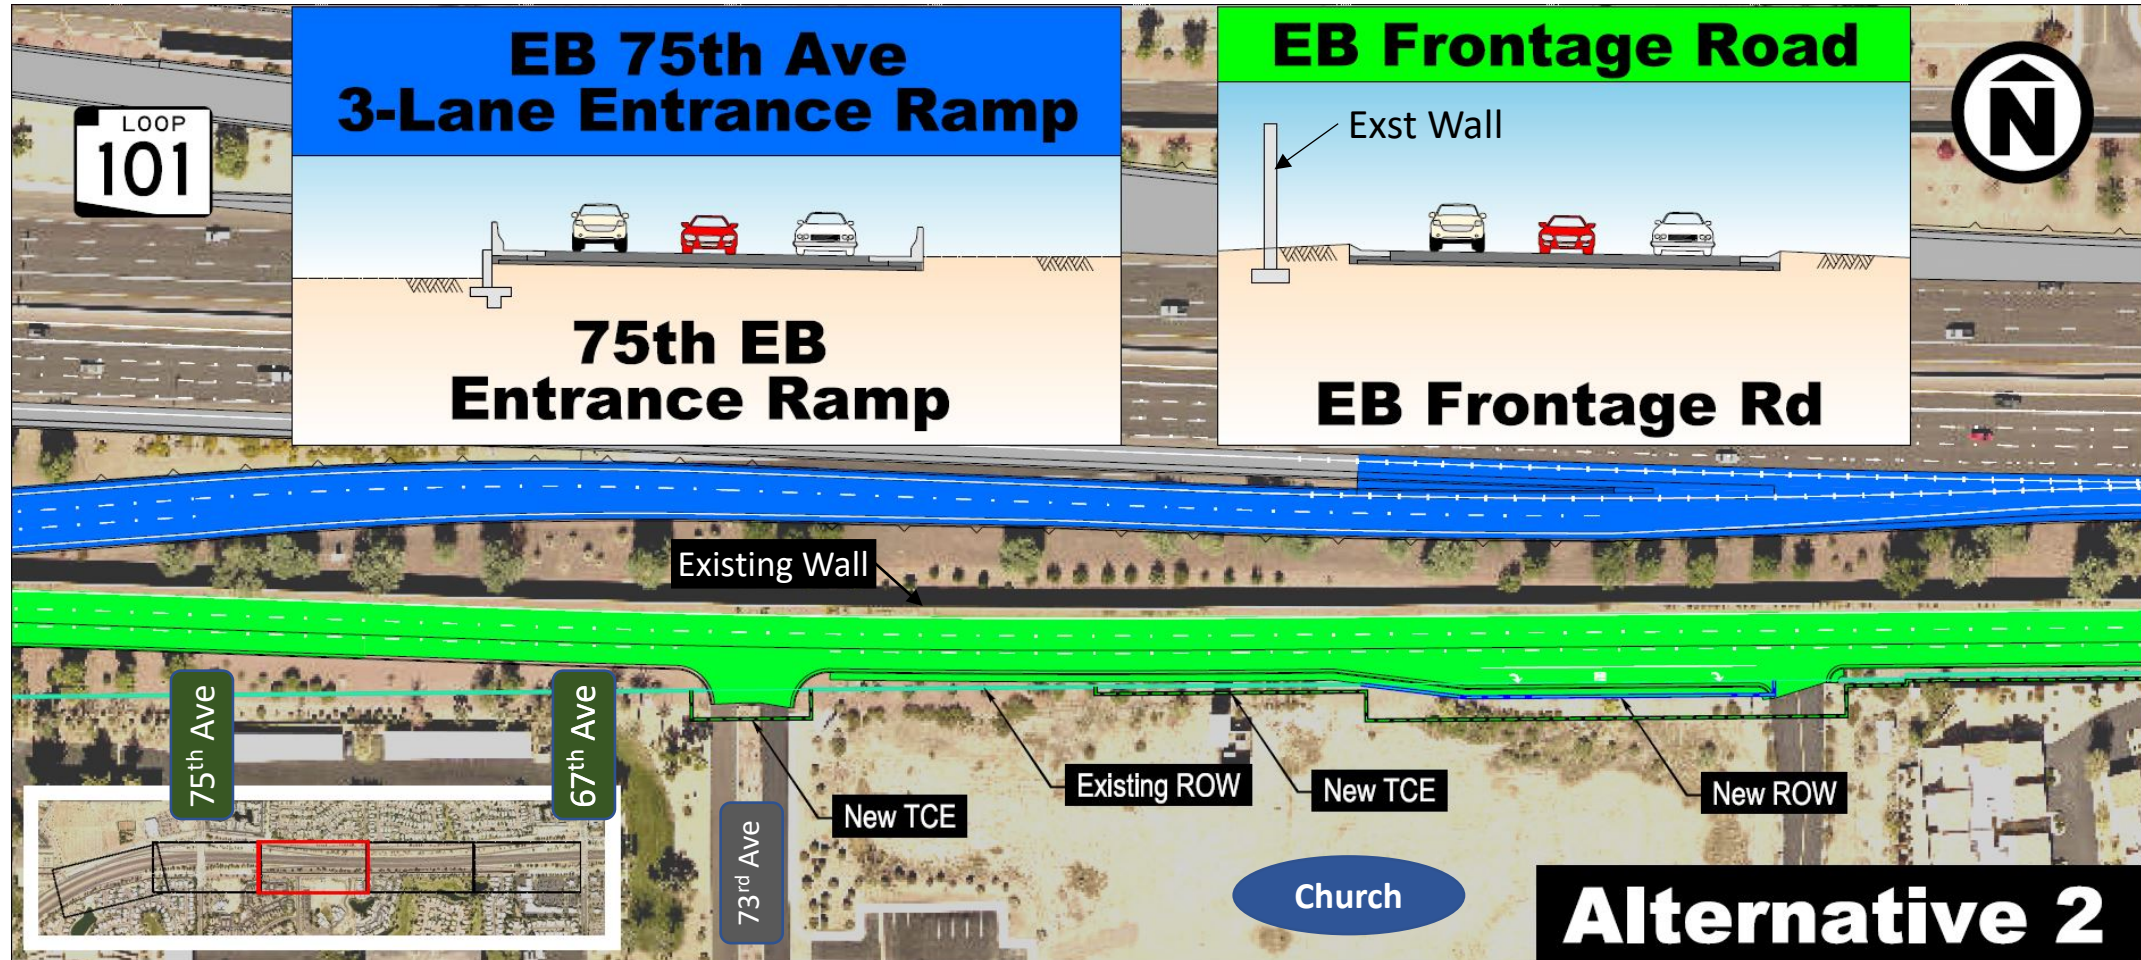 EB 75th Ave
3-Lane Entrance Ramp
75th EB
Entrance Ramp
EB Frontage Road
Exst Wall
EB Frontage Rd
N
LOOP
101
Existing Wall
75th Ave
67th Ave
73rd Ave
New TCE
Existing ROW
New TCE
New ROW
Church
Alternative 2